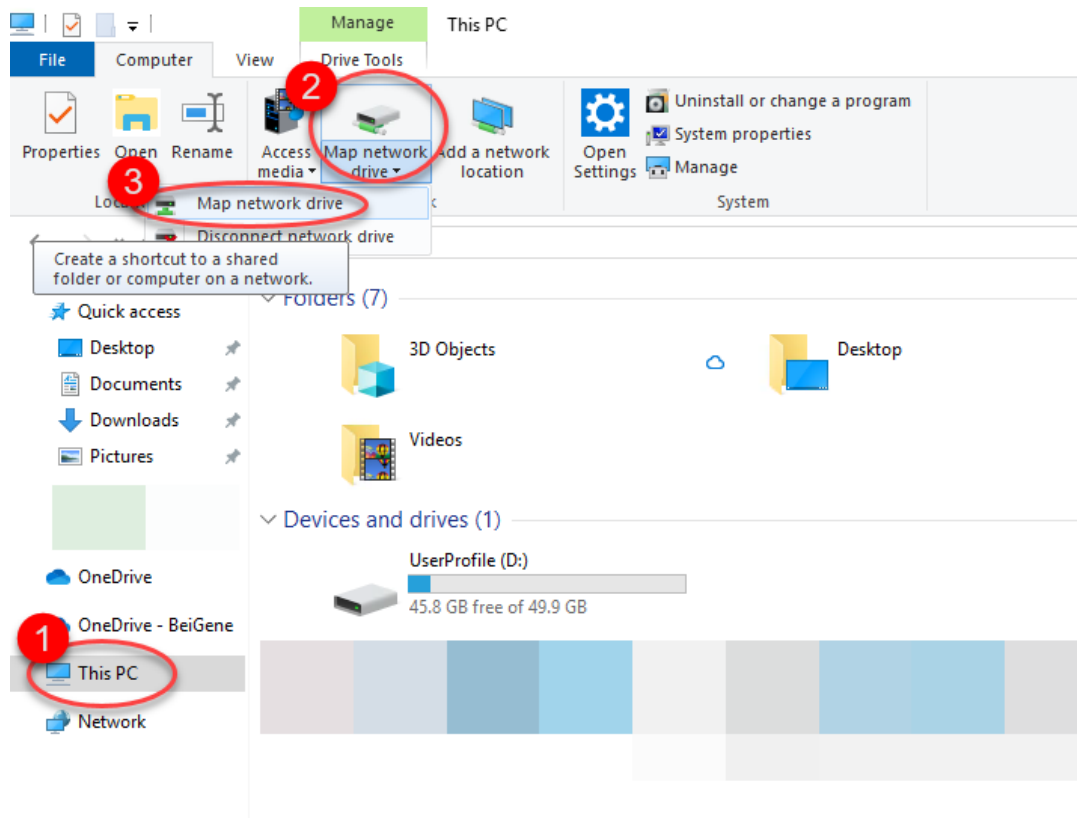 Manage
This PC
File
Computer
View
Drive Tools
2
Properties
Open
Rename
Access
media
Map network
drive
Add a network
location
Open
Settings
Uninstall or change a program
System properties
Manage
System
3
Map network drive
Disconnect network drive
Create a shortcut to a shared
folder or computer on a network.
Quick access
Desktop
Documents
Downloads
Pictures
OneDrive
OneDrive - BeiGene
1
This PC
Network
Folders (7)
3D Objects
Desktop
Videos
Devices and drives (1)
UserProfile (D:)
45.8 GB free of 49.9 GB